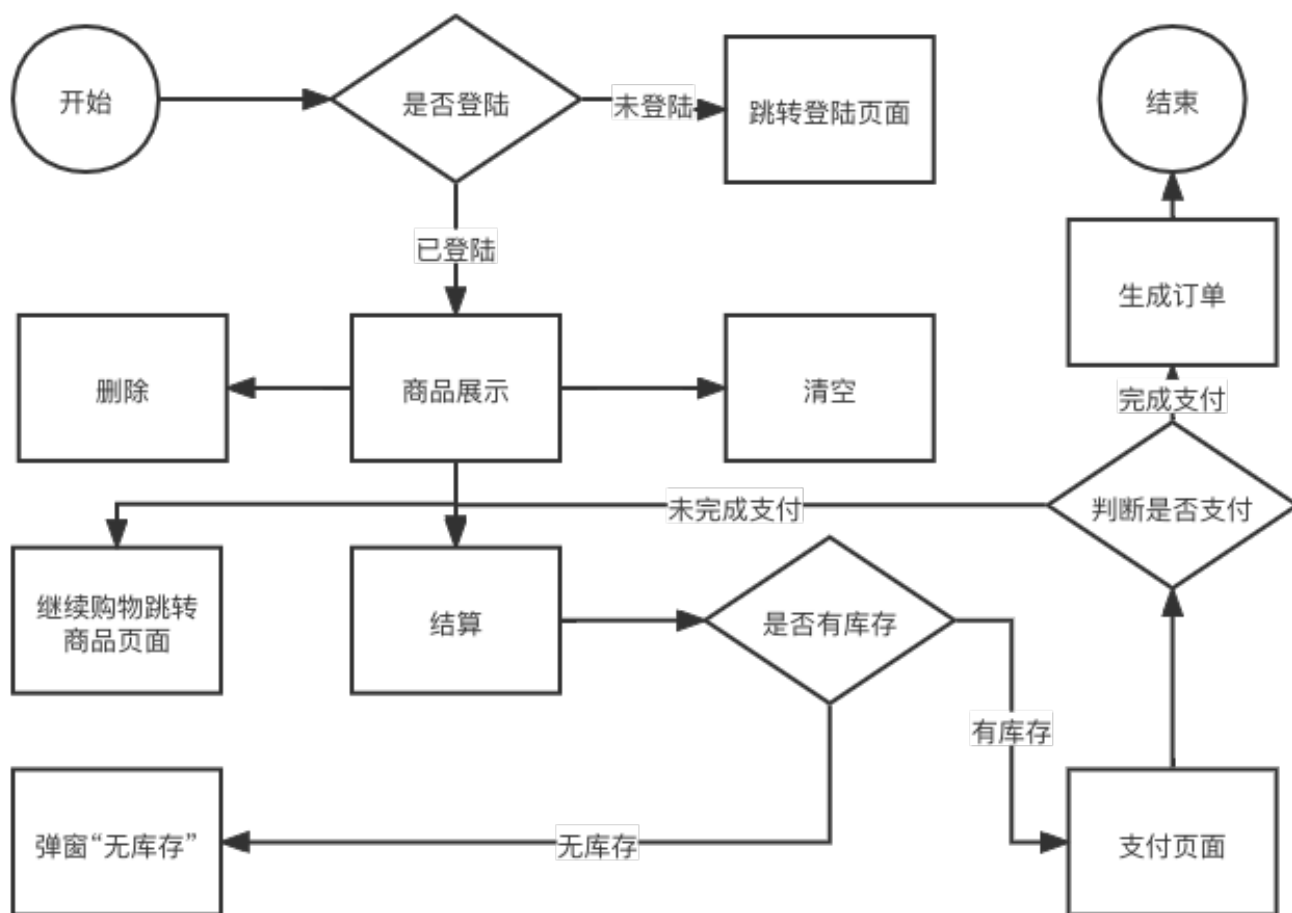 开始
是否登陆
未登陆
跳转登陆页面
结束
已登陆
生成订单
删除
商品展示
清空
完成支付
未完成支付
判断是否支付
继续购物跳转
商品页面
结算
是否有库存
有库存
弹窗“无库存”
无库存
支付页面